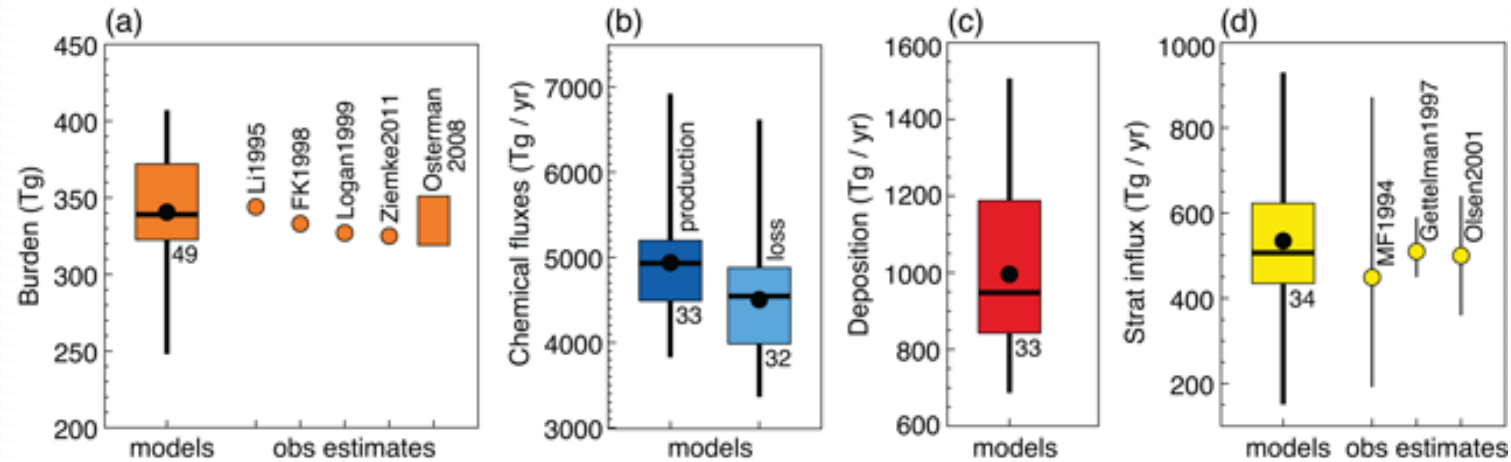 (a)
Burden (Tg)
450
400
350
300
250
200
49
Li1995
FK1998
Logan1999
Ziemke2011
Osterman
2008
models
obs estimates
(b)
Chemical fluxes (Tg / yr)
7000
6000
5000
4000
3000
production
33
loss
32
models
(c)
Deposition (Tg / yr)
1600
1400
1200
1000
800
600
33
models
(d)
Strat influx (Tg / yr)
1000
800
600
400
200
34
MF1994
Gettelman1997
Olsen2001
models
obs estimates